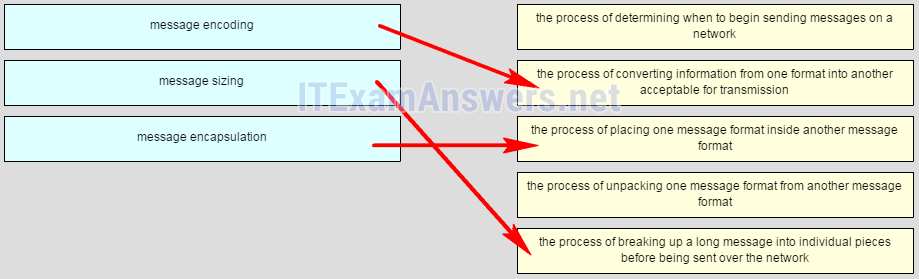 message encoding
message sizing
message encapsulation
the process of determining when to begin sending messages on a
network
the process of converting information from one format into another
acceptable for transmission
the process of placing one message format inside another message
format
the process of unpacking one message format from another message
format
the process of breaking up a long message into individual pieces
before being sent over the network
ITExamAnswers.net